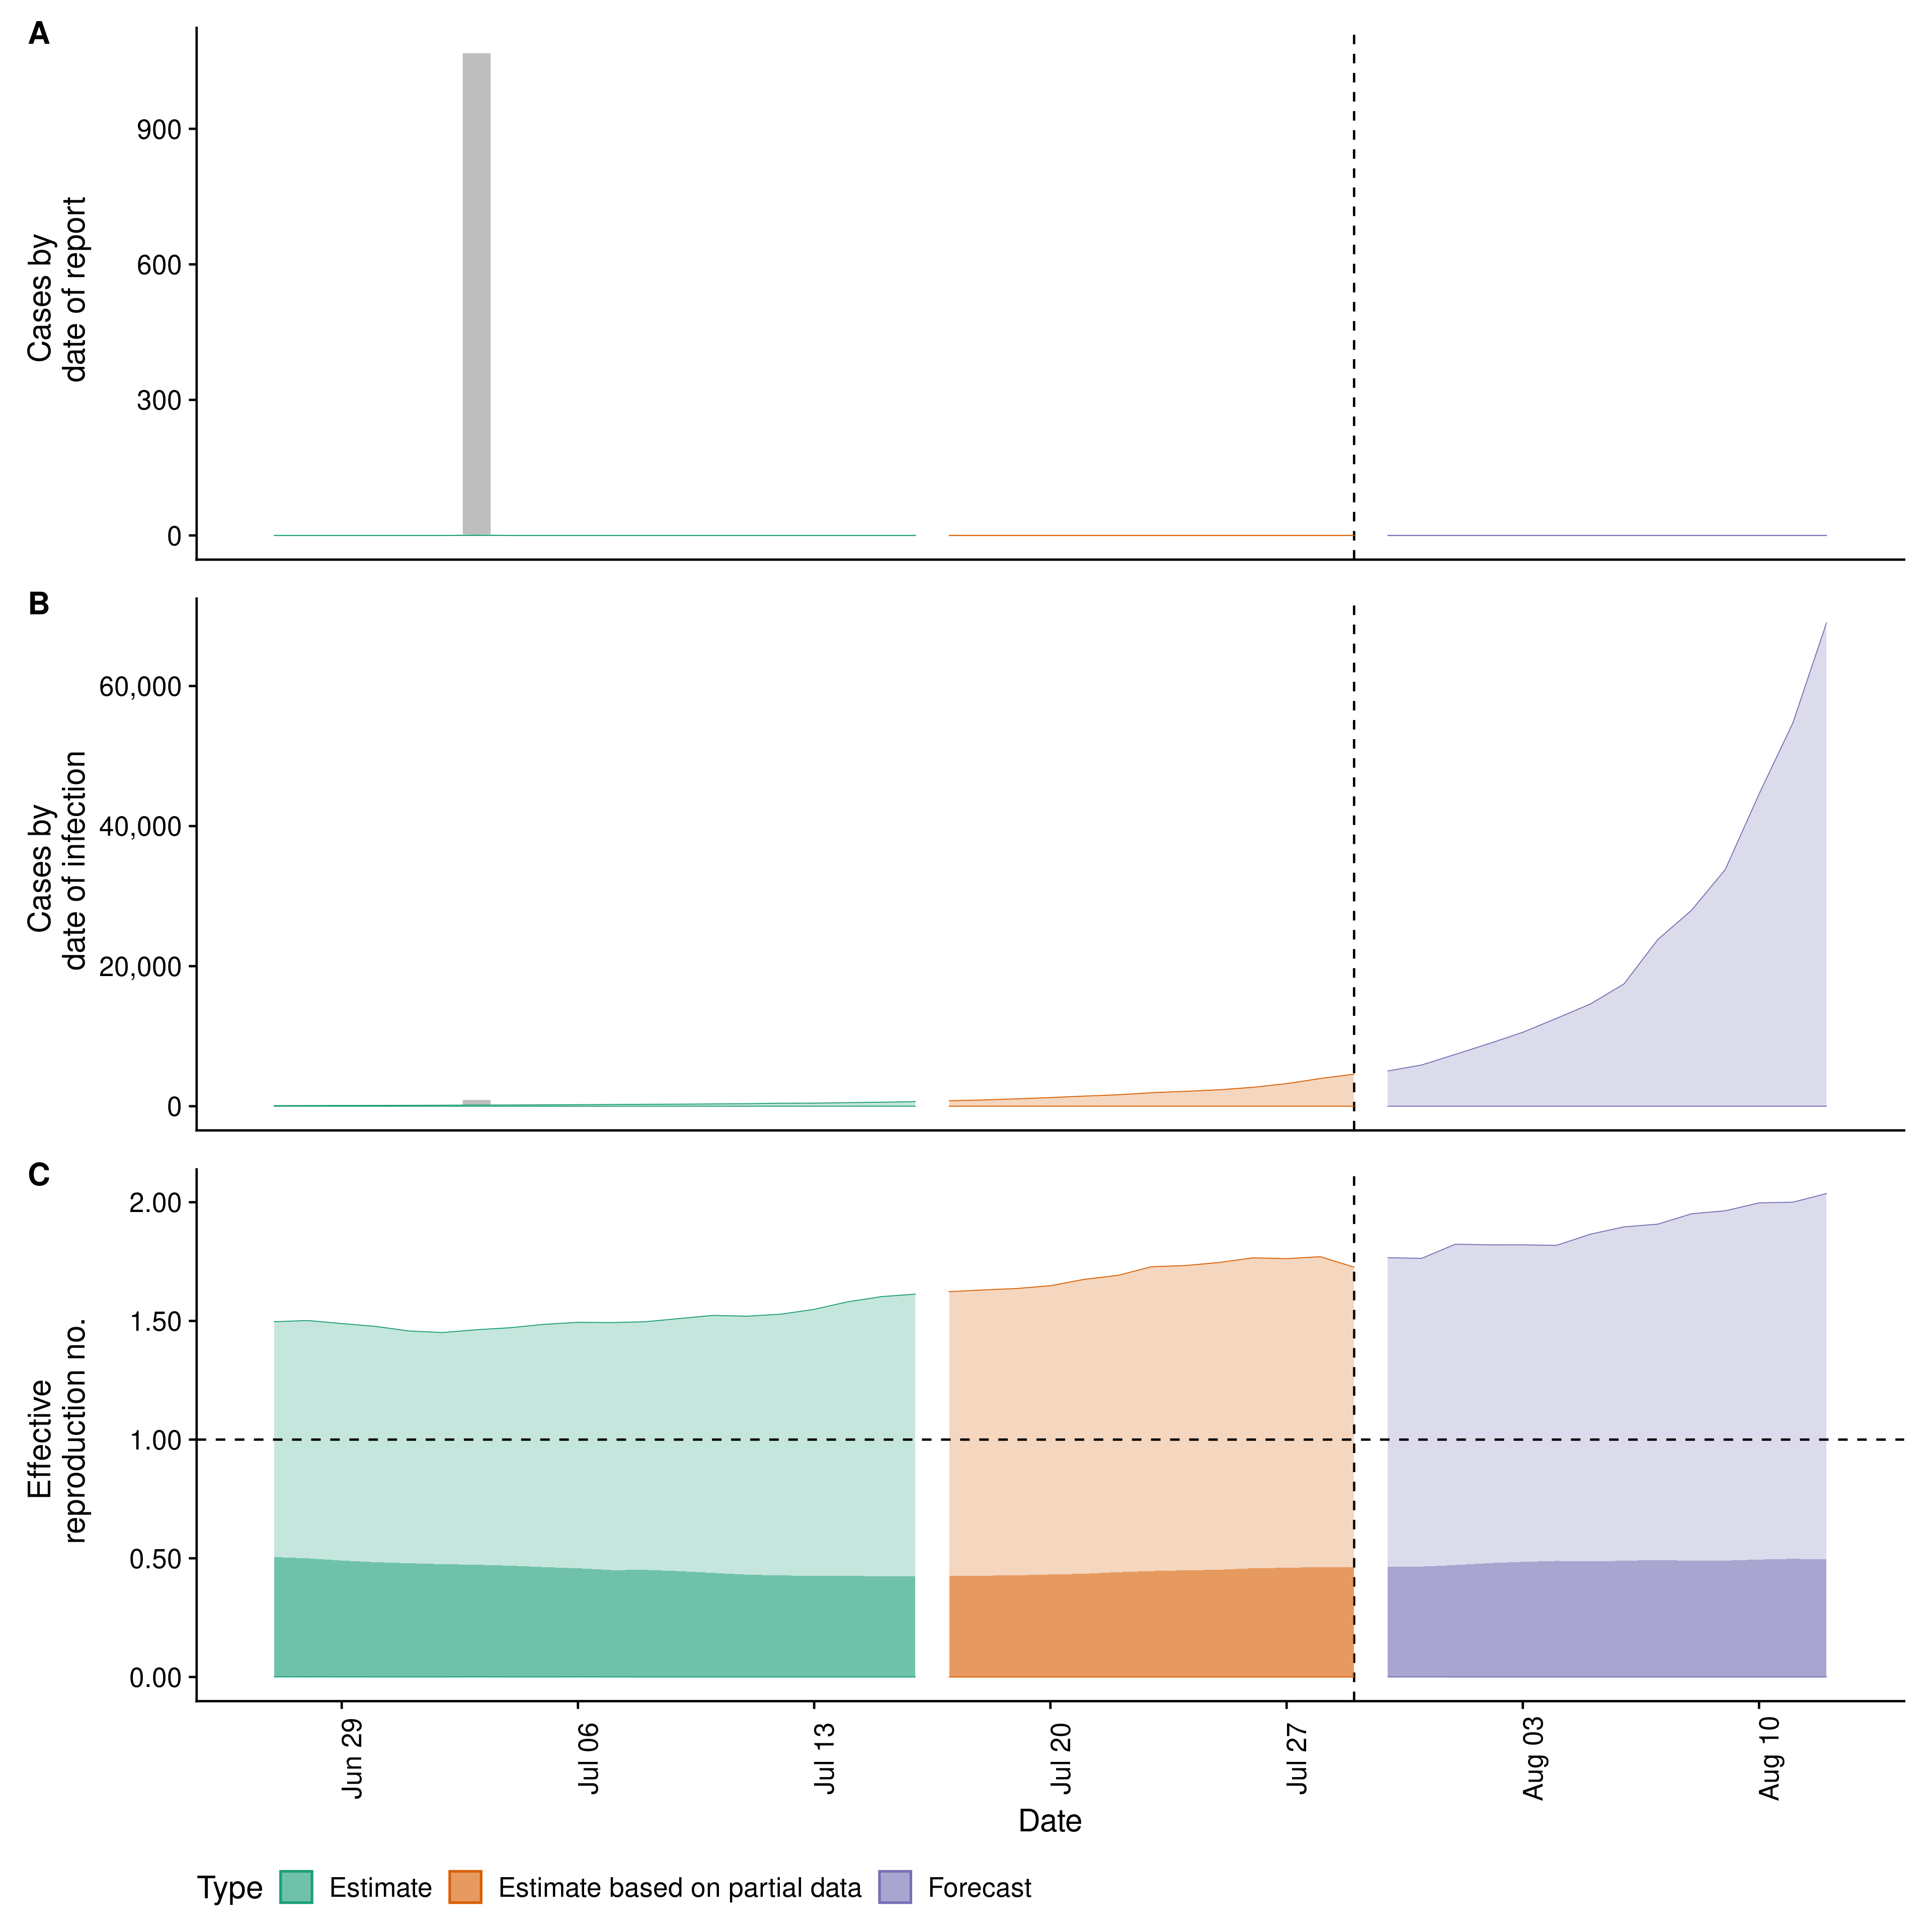 A
Cases by
date of report
900
600
300
0
B
Cases by
date of infection
60,000
40,000
20,000
0
C
Effective
reproduction no.
2.00
1.50
1.00
0.50
0.00
Jun 29
Jul 06
Jul 13
Jul 20
Jul 27
Aug 03
Aug 10
Date
Type Estimate Estimate based on partial data Forecast